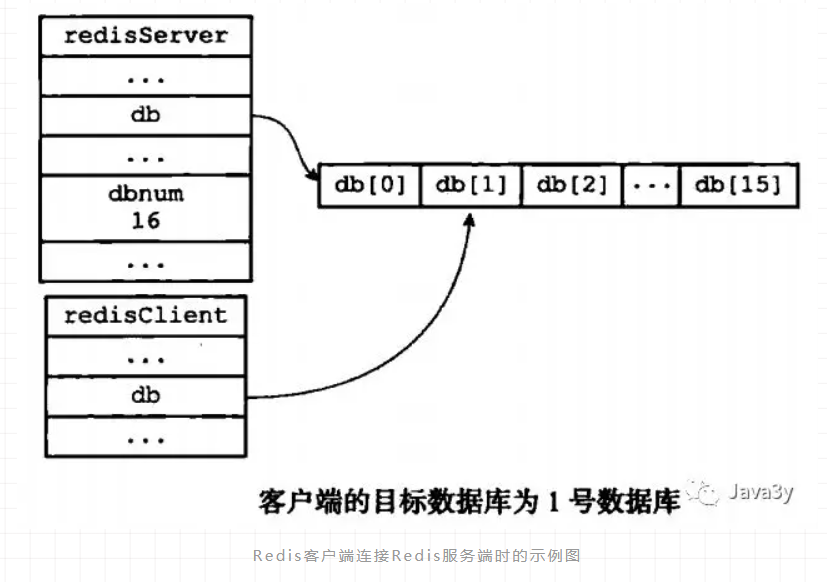 redisServer
...
db
...
dbnum
16
...
db[0] db[1] db[2] ... db[15]
redisClient
...
db
...
客户端的目标数据库为1号数据库
Java3y
Redis客户端连接Redis服务端时的示例图